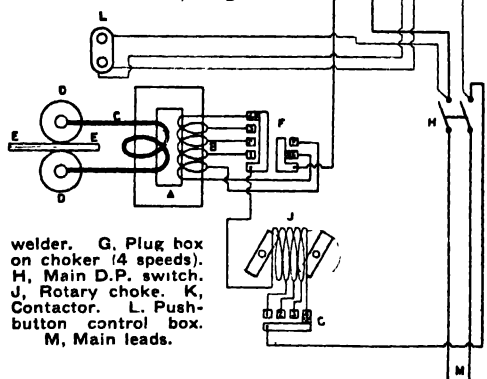 L
D
C
F
E E
B
H
D
A
J
welder. G, Plug box
on choker (4 speeds).
H, Main D.P. switch.
J, Rotary choke. K,
Contactor. L. Push-
button control box.
M, Main leads.
G
M